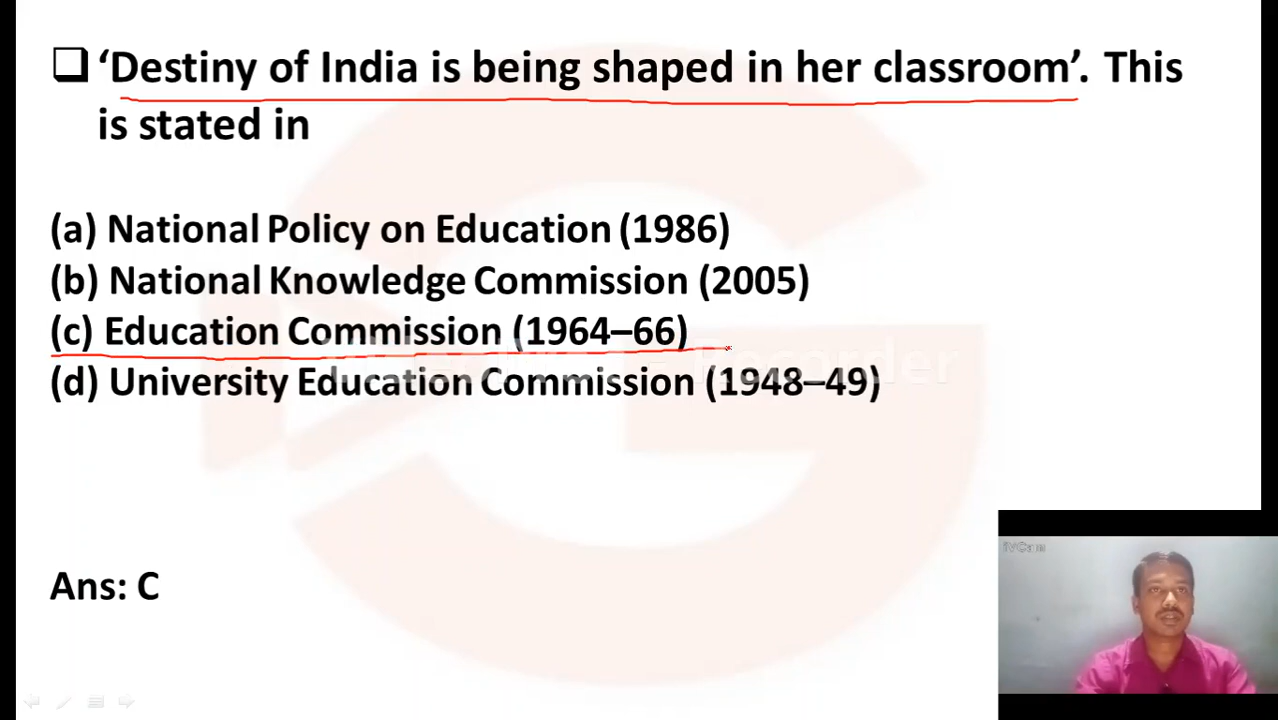 ‘Destiny of India is being shaped in her classroom’. This
is stated in
(a) National Policy on Education (1986)
(b) National Knowledge Commission (2005)
(c) Education Commission (1964–66)
(d) University Education Commission (1948–49)
Ans: C
iVCam